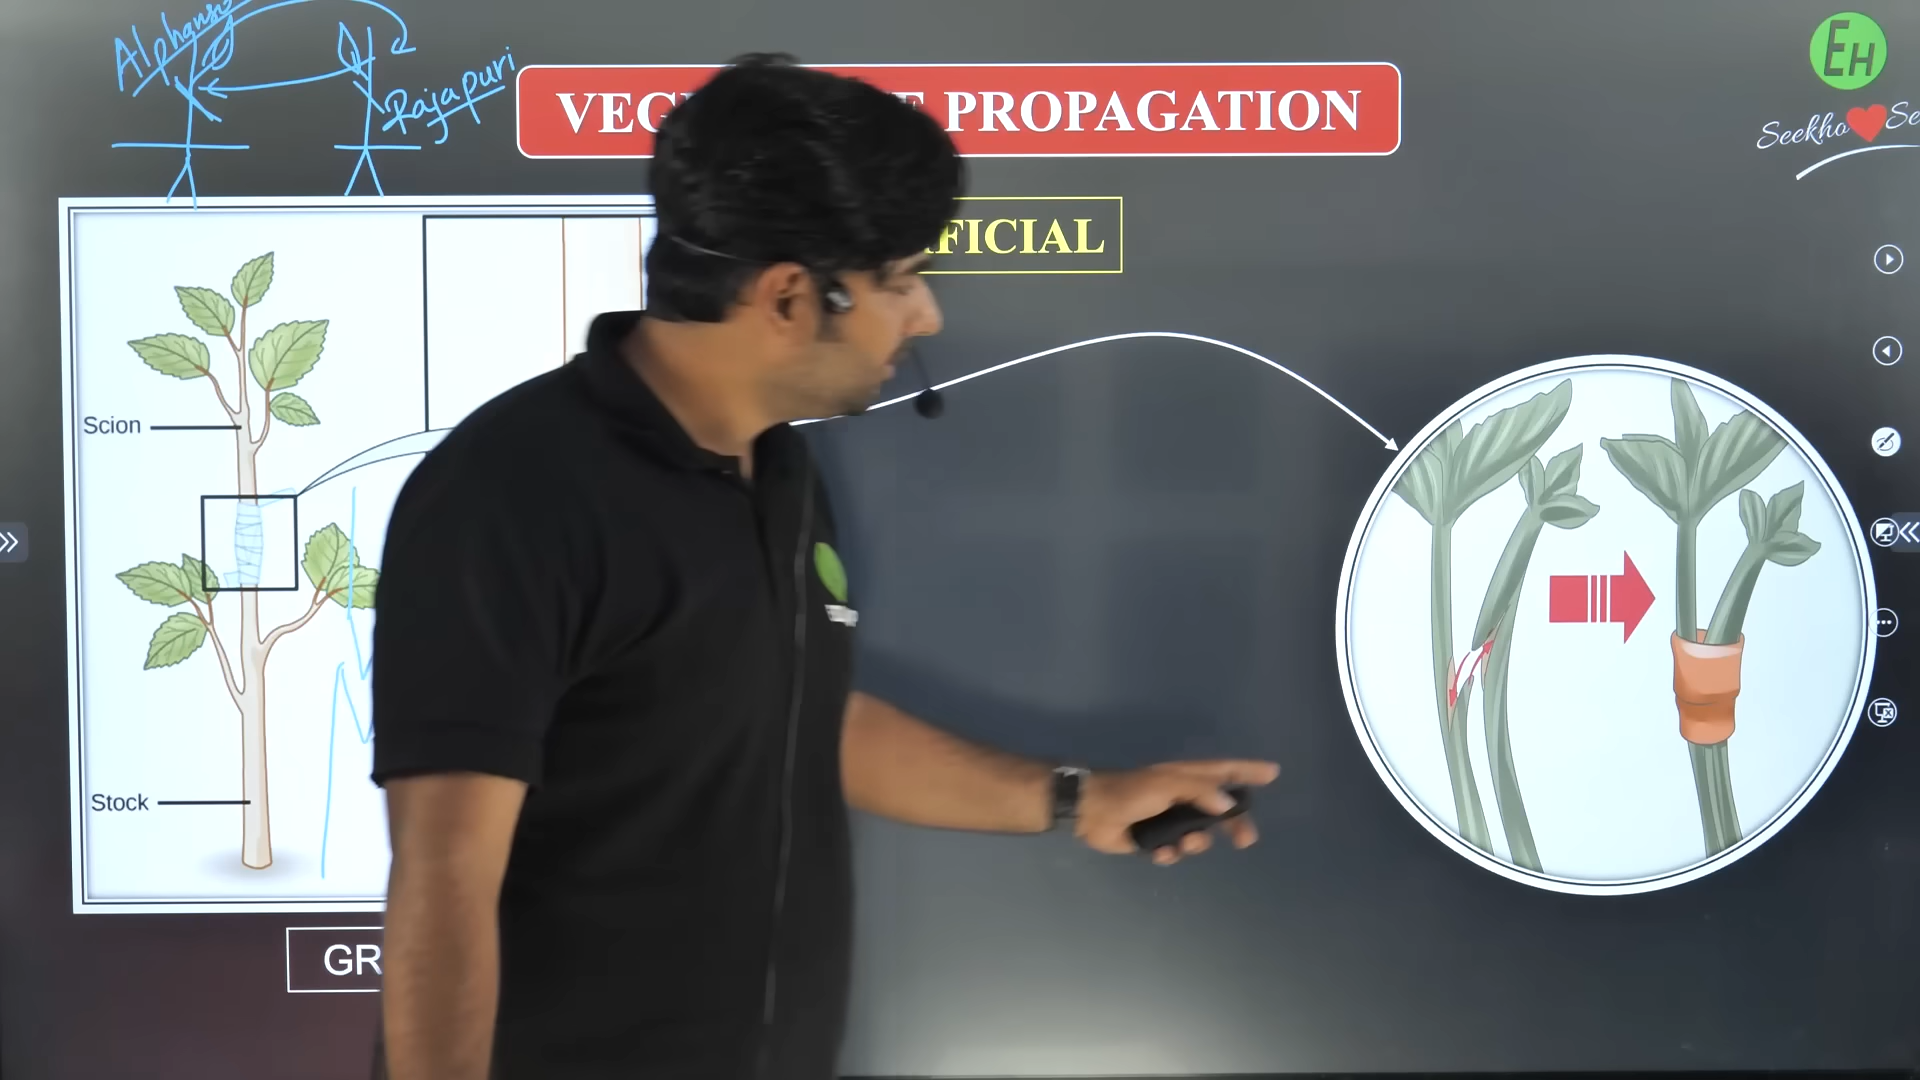 Alphanso
Rajapuri
VEG E PROPAGATION
FICIAL
EH
Seekho Se
Scion
Stock
GR